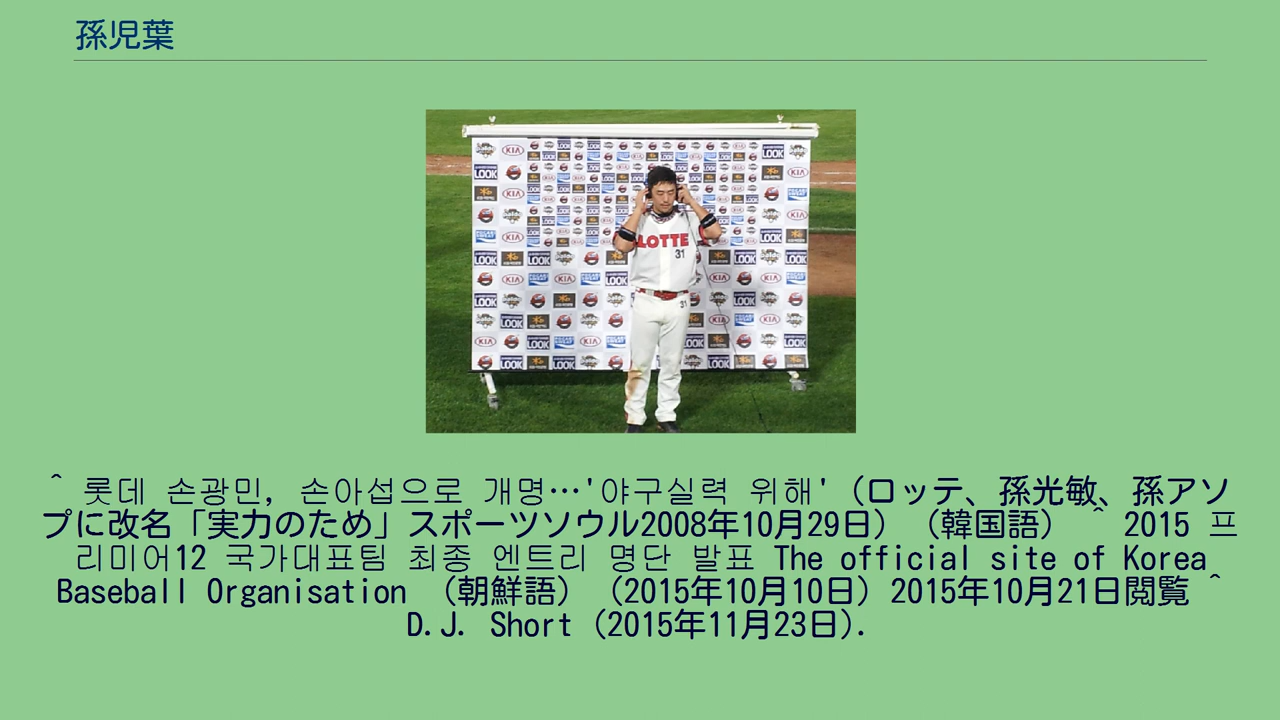 孫児葉
LOTTE
31
31
KIA
LOOK
^ 롯데 손광민, 손아섭으로 개명…'야구실력 위해' (ロッテ、孫光敏、孫アソ
プに改名「実力のため」スポーツソウル2008年10月29日) (韓国語) ^ 2015 프
리미어12 국가대표팀 최종 엔트리 명단 발표 The official site of Korea
Baseball Organisation (朝鮮語) (2015年10月10日) 2015年10月21日閲覧 ^
D.J. Short (2015年11月23日).